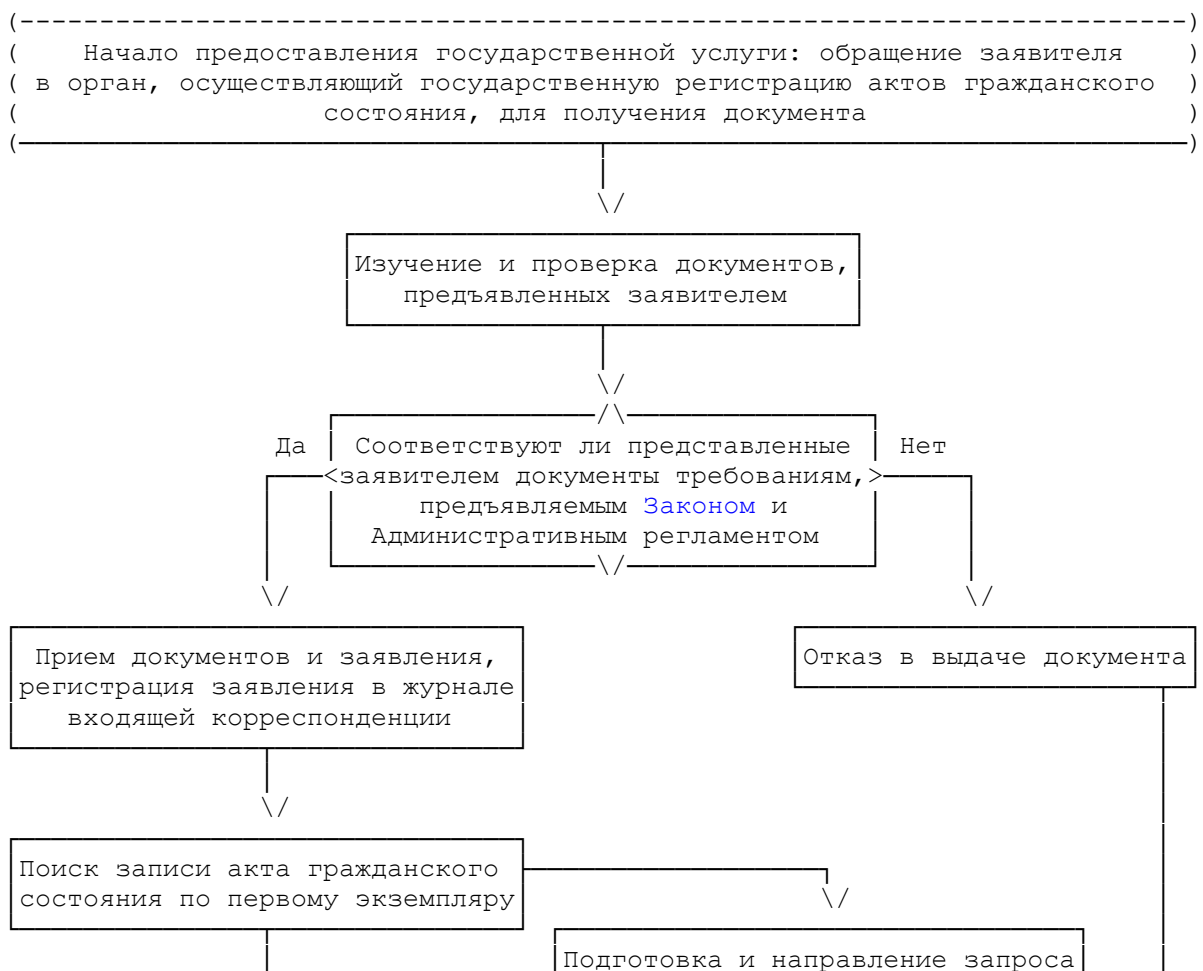 Начало предоставления государственной услуги: обращение заявителя
в орган, осуществляющий государственную регистрацию актов гражданского
состояния, для получения документа
Изучение и проверка документов,
предъявленных заявителем
Да
Соответствуют ли представленные
Нет
заявителем документы требованиям,
предъявляемым Законом и
Административным регламентом
Прием документов и заявления,
регистрация заявления в журнале
входящей корреспонденции
Отказ в выдаче документа
Поиск записи акта гражданского
состояния по первому экземпляру
Подготовка и направление запроса